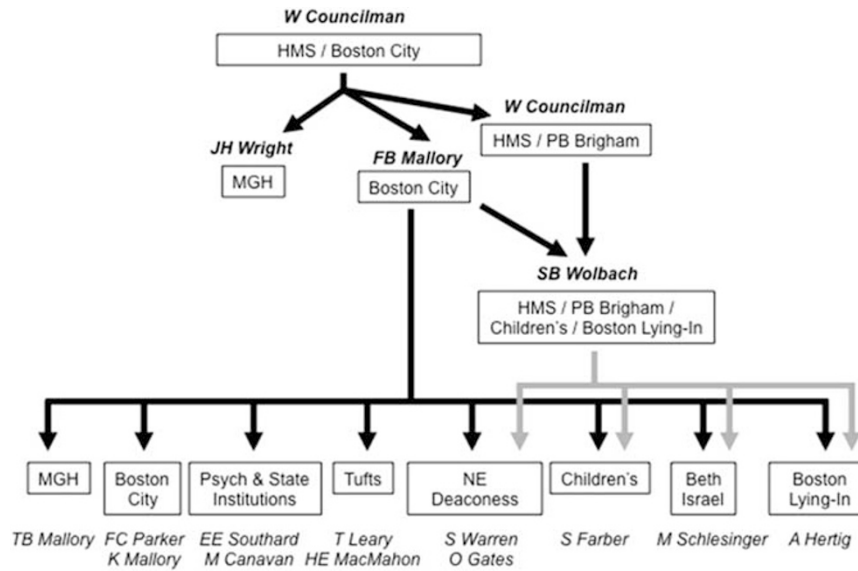 W Councilman
HMS / Boston City
W Councilman
HMS / PB Brigham
JH Wright
MGH
FB Mallory
Boston City
SB Wolbach
HMS / PB Brigham /
Children's / Boston Lying-In
MGH
Boston
City
Psych & State
Institutions
Tufts
NE
Deaconess
Children's
Beth
Israel
Boston
Lying-In
TB Mallory
FC Parker
K Mallory
EE Southard
M Canavan
T Leary
HE MacMahon
S Warren
O Gates
S Farber
M Schlesinger
A Hertig